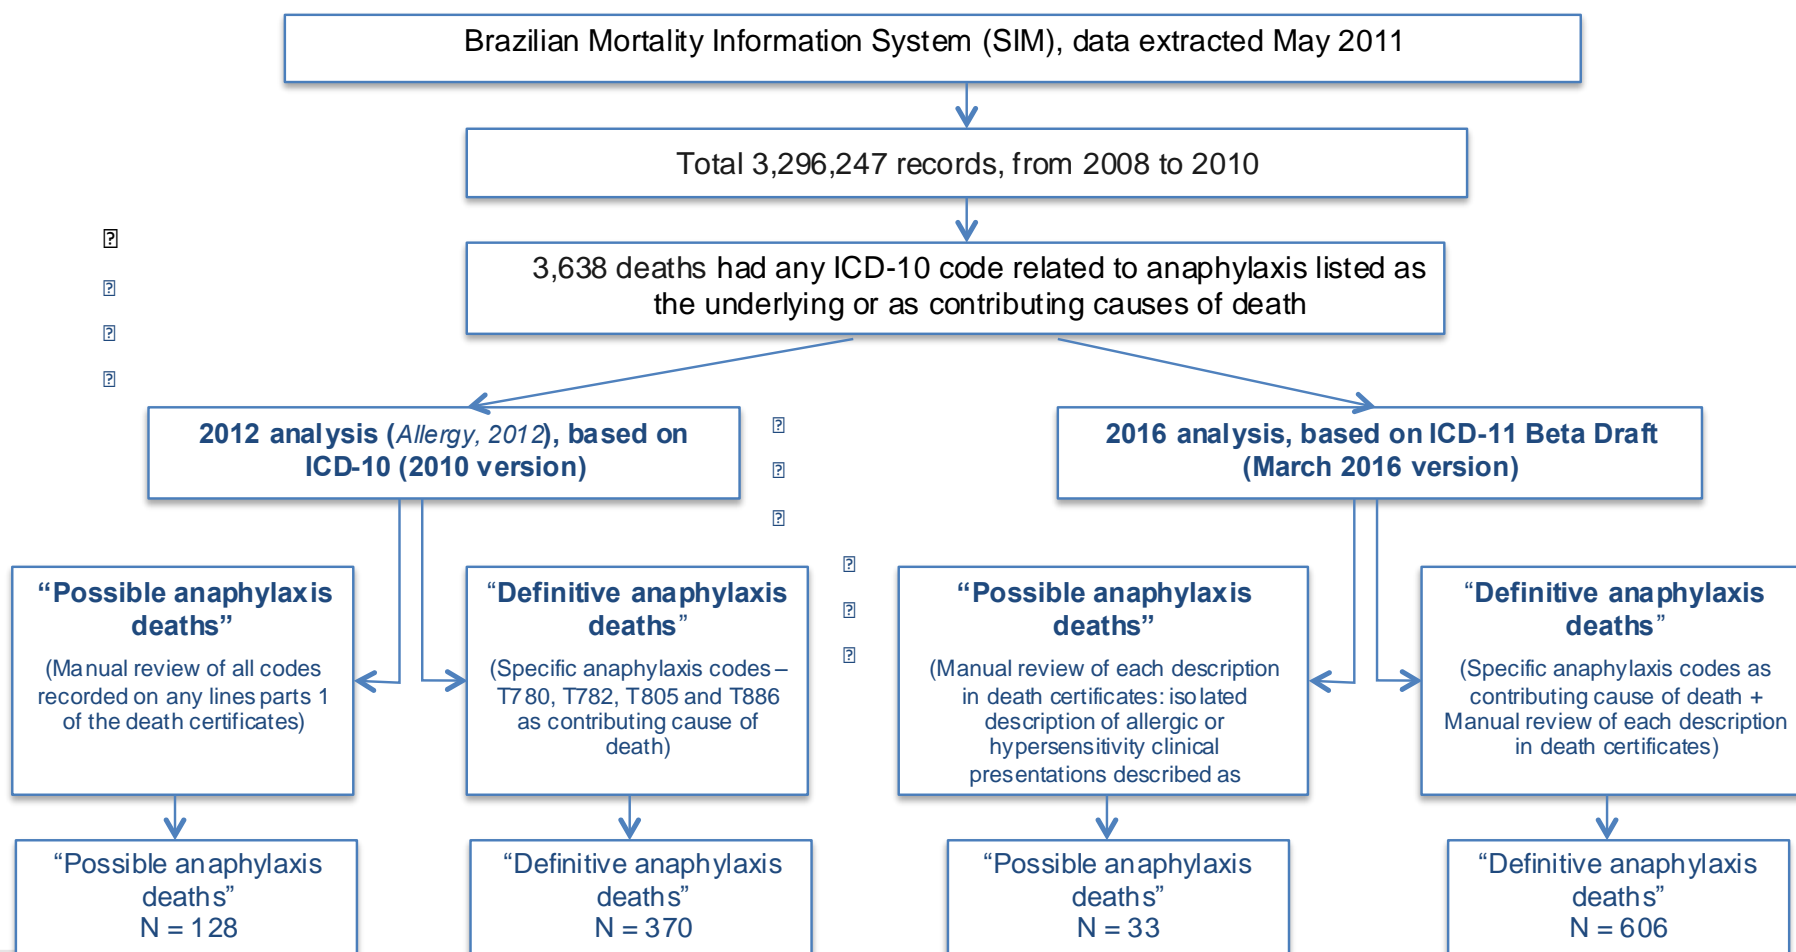 Brazilian Mortality Information System (SIM), data extracted May 2011
Total 3,296,247 records, from 2008 to 2010
3,638 deaths had any ICD-10 code related to anaphylaxis listed as
the underlying or as contributing causes of death
2012 analysis (Allergy, 2012), based on
ICD-10 (2010 version)
2016 analysis, based on ICD-11 Beta Draft
(March 2016 version)
“Possible anaphylaxis
deaths”
(Manual review of all codes
recorded on any lines parts 1
of the death certificates)
“Definitive anaphylaxis
deaths”
(Specific anaphylaxis codes –
T780, T782, T805 and T886
as contributing cause of
death)
“Possible anaphylaxis
deaths”
(Manual review of each description
in death certificates: isolated
description of allergic or
hypersensitivity clinical
presentations described as
“Definitive anaphylaxis
deaths”
(Specific anaphylaxis codes as
contributing cause of death +
Manual review of each description
in death certificates)
“Possible anaphylaxis
deaths”
N = 128
“Definitive anaphylaxis
deaths”
N = 370
“Possible anaphylaxis
deaths”
N = 33
“Definitive anaphylaxis
deaths”
N = 606